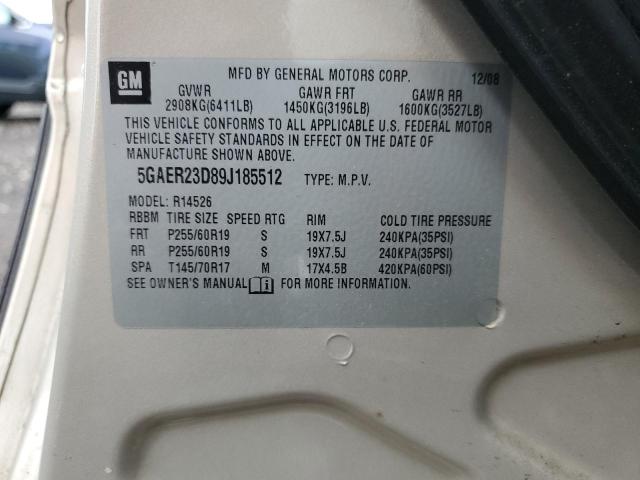 GM
MFD BY GENERAL MOTORS CORP. 12/08
GVWR GAWR FRT GAWR RR
2908KG(6411LB) 1450KG(3196LB) 1600KG(3527LB)
THIS VEHICLE CONFORMS TO ALL APPLICABLE U.S. FEDERAL MOTOR
VEHICLE SAFETY STANDARDS IN EFFECT ON THE DATE OF
MANUFACTURE SHOWN ABOVE.
5GAER23D89J185512 TYPE: M.P.V.
MODEL: R14526
RBBM TIRE SIZE SPEED RTG RIM COLD TIRE PRESSURE
FRT P255/60R19 S 19X7.5J 240KPA(35PSI)
RR P255/60R19 S 19X7.5J 240KPA(35PSI)
SPA T145/70R17 M 17X4.5B 420KPA(60PSI)
SEE OWNER'S MANUAL i FOR MORE INFORMATION.